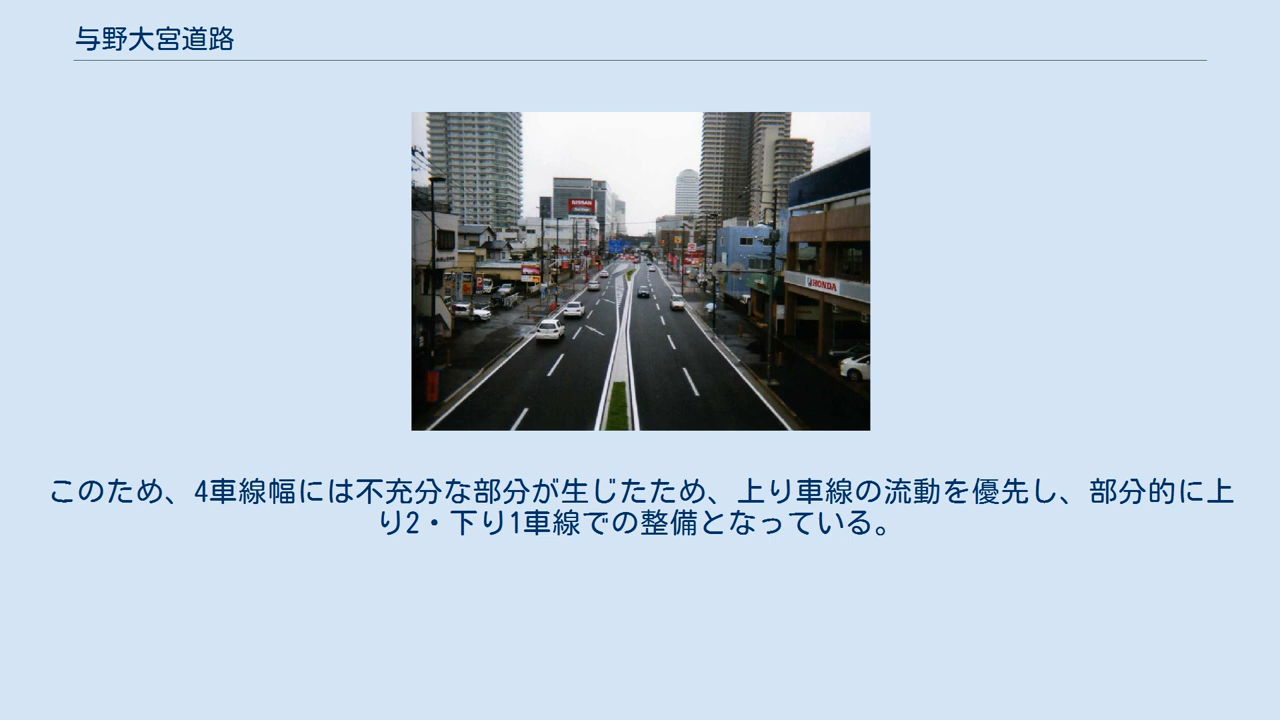 与野大宮道路
NISSAN
HONDA
このため、4車線幅には不充分な部分が生じたため、上り車線の流動を優先し、部分的に上
り2・下り1車線での整備となっている。